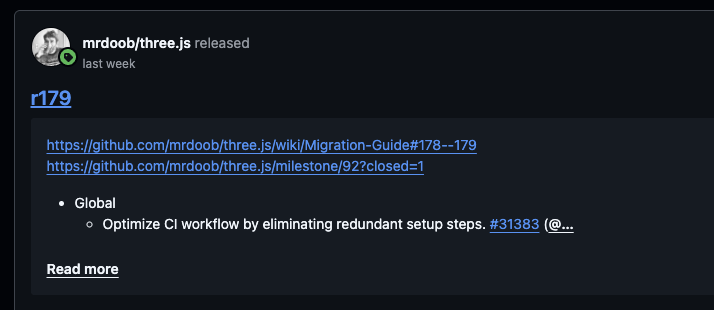 mrdoob/three.js released
last week
r179
https://github.com/mrdoob/three.js/wiki/Migration-Guide#178--179
https://github.com/mrdoob/three.js/milestone/92?closed=1
• Global
◦ Optimize CI workflow by eliminating redundant setup steps. #31383 (@...
Read more